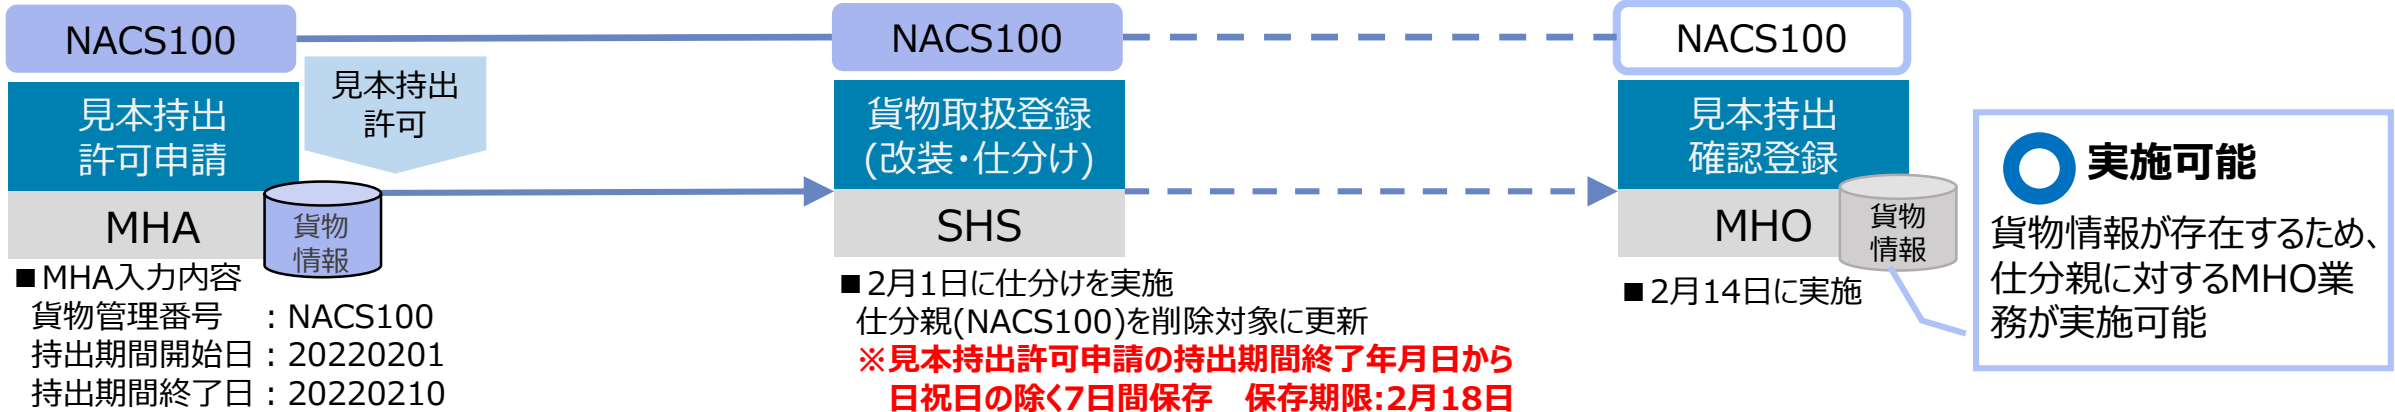 NACS100
見本持出
許可申請
MHA
貨物
情報
見本持出
許可
■MHA入力内容
貨物管理番号　：NACS100
持出期間開始日：20220201
持出期間終了日：20220210
NACS100
貨物取扱登録
(改装・仕分け)
SHS
■2月1日に仕分けを実施
仕分親(NACS100)を削除対象に更新
※見本持出許可申請の持出期間終了年月日から
日祝日の除く7日間保存　保存期限:2月18日
NACS100
見本持出
確認登録
MHO
貨物
情報
■2月14日に実施
実施可能
貨物情報が存在するため、
仕分親に対するMHO業
務が実施可能